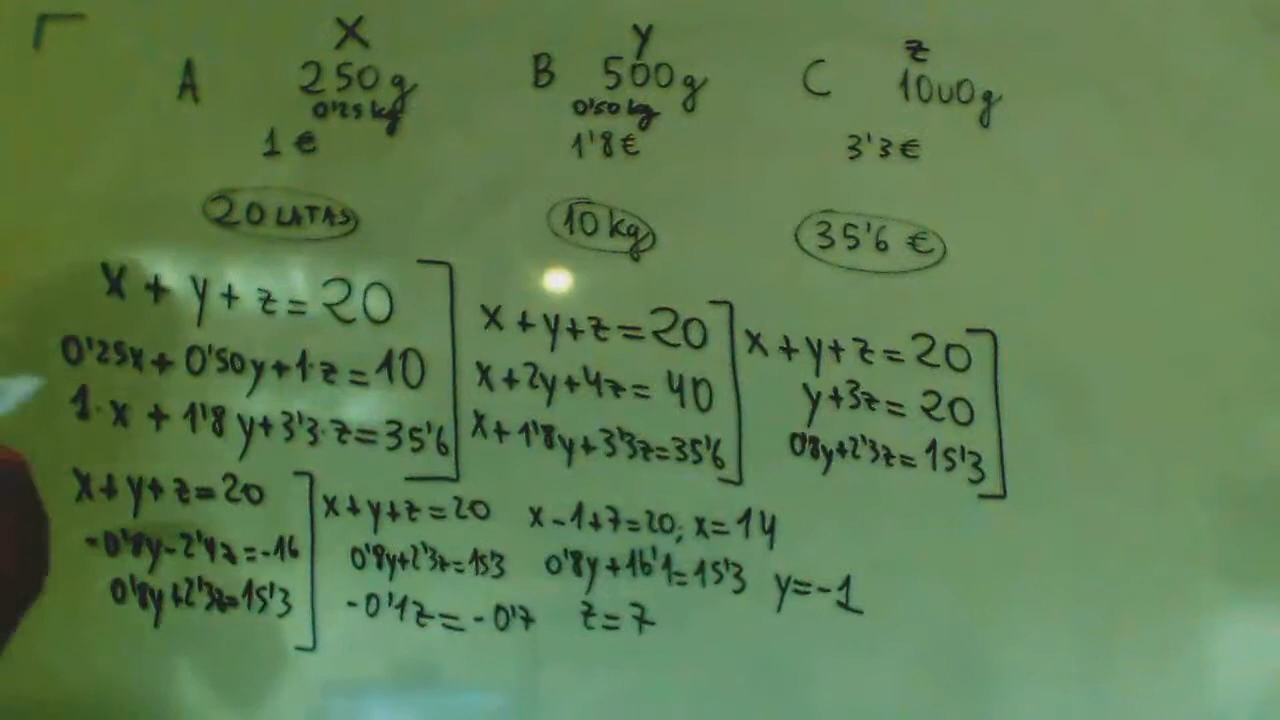 X Y Z
A 250g B 500g C 1000g
0'25kg 0'50kg
1€ 1'8€ 3'3€
20 LATAS 10kg 35'6 €
x + y + z = 20
0'25x + 0'50y + 1·z = 10
1·x + 1'8y + 3'3·z = 35'6
x + y + z = 20
x + 2y + 4z = 40
x + 1'8y + 3'3z = 35'6
x + y + z = 20
y + 3z = 20
0'8y + 2'3z = 15'3
x + y + z = 20
-0'8y - 2'4z = -16
0'8y + 2'3z = 15'3
x + y + z = 20 x - 1 + 7 = 20; x = 14
0'8y + 2'3z = 15'3 0'8y + 16'1 = 15'3 y = -1
-0'1z = -0'7 z = 7